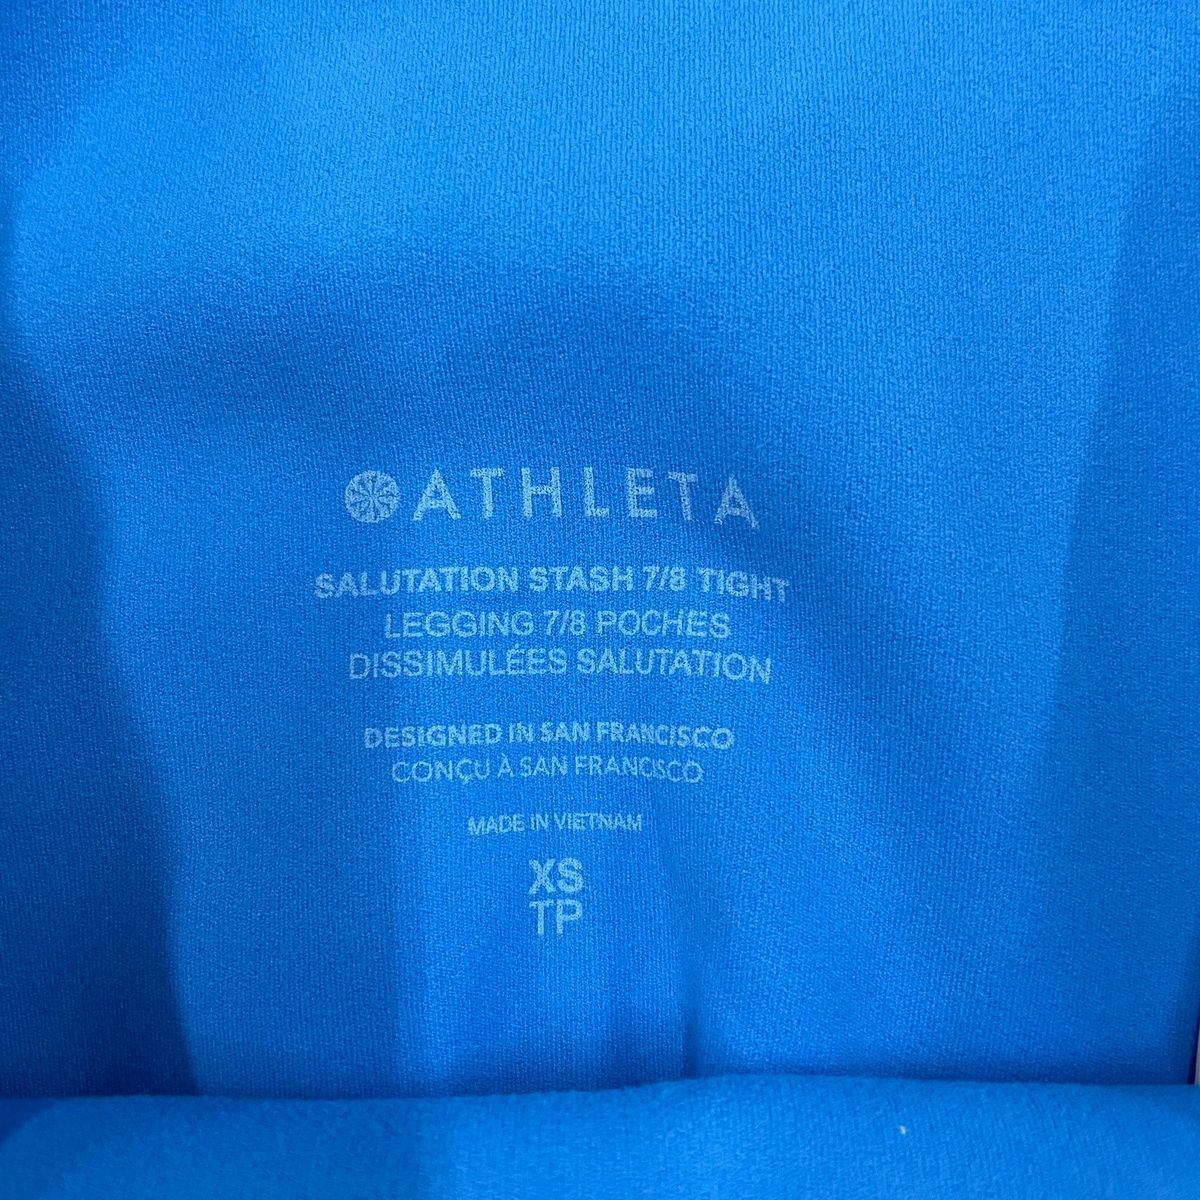 ATHLETA
SALUTATION STASH 7/8 TIGHT
LEGGING 7/8 POCHES
DISSIMULÉES SALUTATION
DESIGNED IN SAN FRANCISCO
CONÇU À SAN FRANCISCO
MADE IN VIETNAM
XS
TP